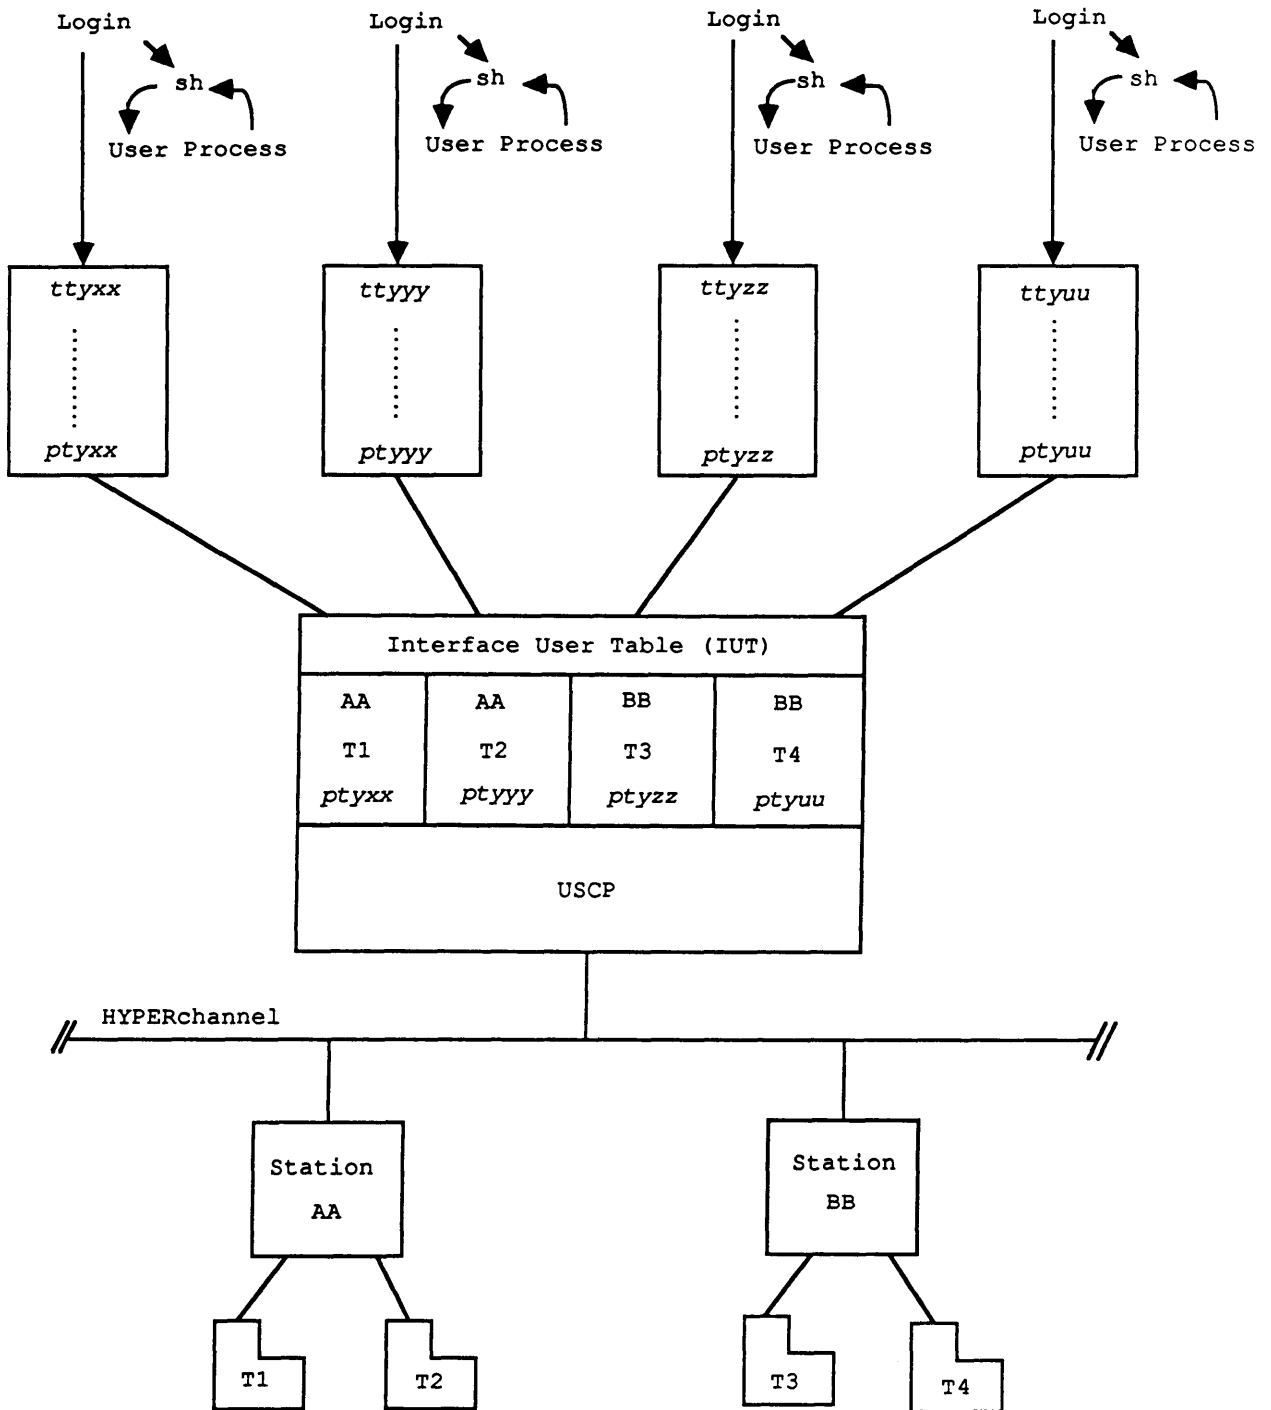 Login Login Login Login
sh sh sh sh
User Process User Process User Process User Process
ttyxx ttyyy ttyzz ttyuu
ptyxx ptyyy ptyzz ptyuu
Interface User Table (IUT)
AA AA BB BB
T1 T2 T3 T4
ptyxx ptyyy ptyzz ptyuu
USCP
HYPERchannel
Station Station
AA BB
T1 T2 T3 T4